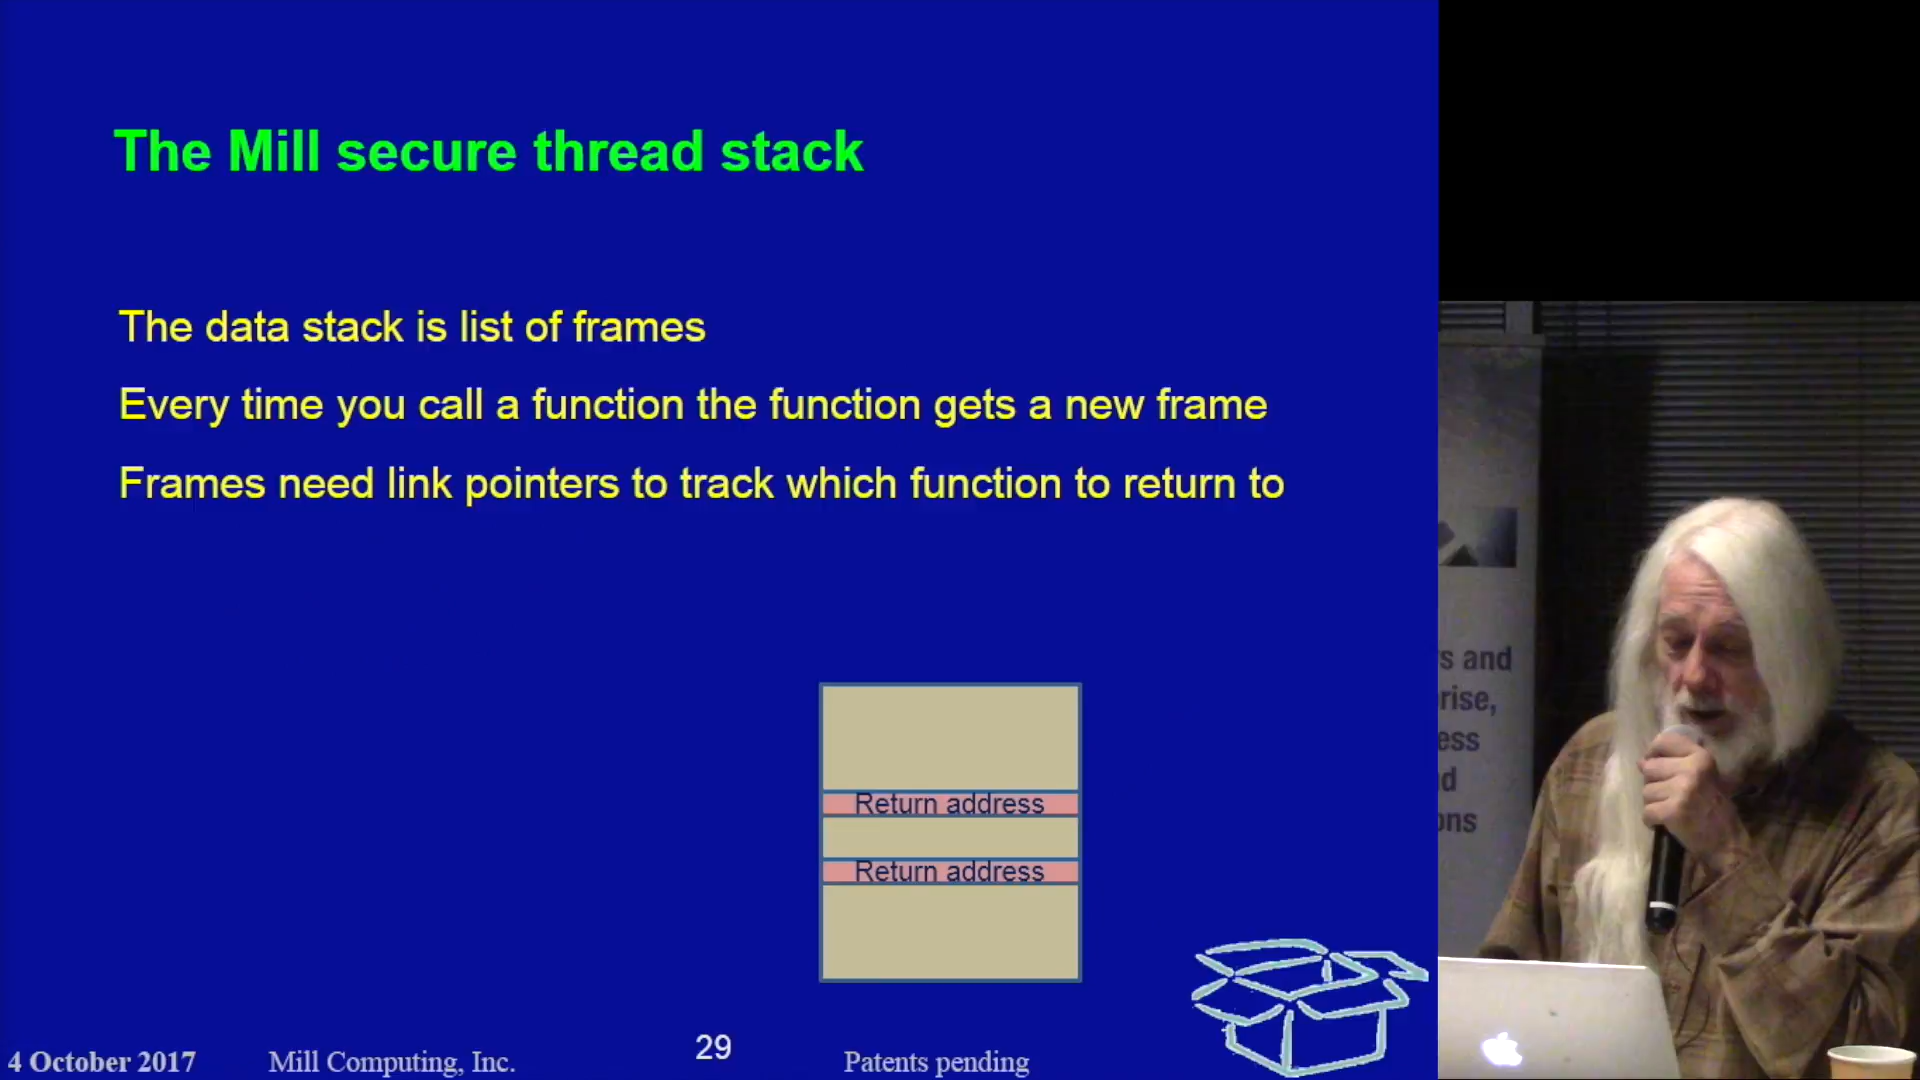 The Mill secure thread stack
The data stack is list of frames
Every time you call a function the function gets a new frame
Frames need link pointers to track which function to return to
Return address
Return address
4 October 2017
Mill Computing, Inc.
29
Patents pending
s and
rise,
ess
d
ons